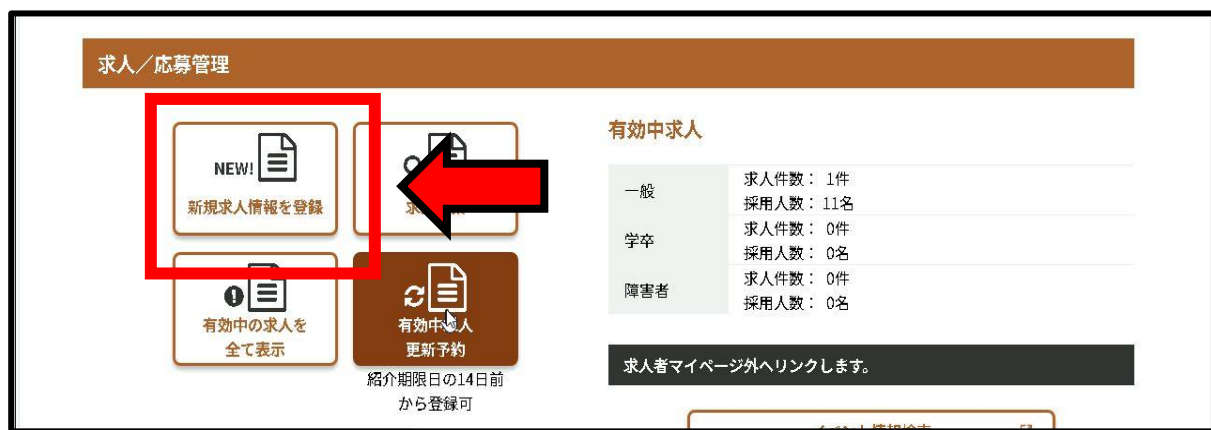 求人／応募管理
NEW!
新規求人情報を登録
有効中の求人を
全て表示
更新予約
紹介期限日の14日前
から登録可
有効中求人
一般
求人件数： 1件
採用人数： 11名
学卒
求人件数： 0件
採用人数： 0名
障害者
求人件数： 0件
採用人数： 0名
求人者マイページ外へリンクします。